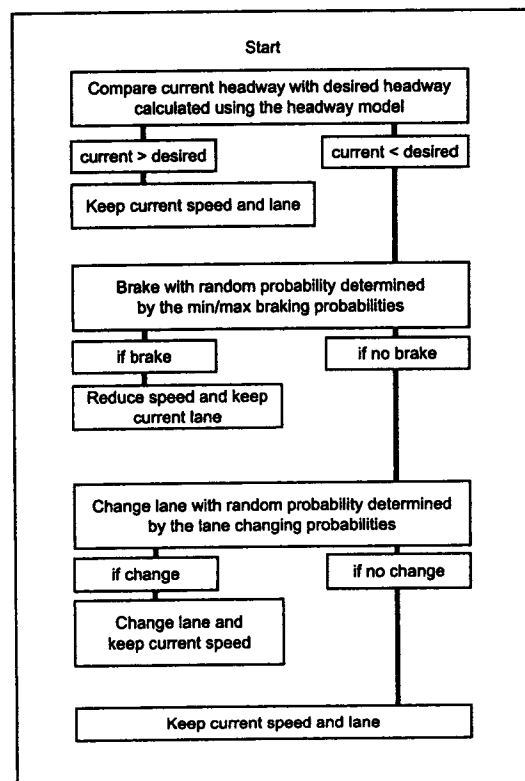 Start
Compare current headway with desired headway
calculated using the headway model
current > desired
current < desired
Keep current speed and lane
Brake with random probability determined
by the min/max braking probabilities
if brake
if no brake
Reduce speed and keep
current lane
Change lane with random probability determined
by the lane changing probabilities
if change
if no change
Change lane and
keep current speed
Keep current speed and lane